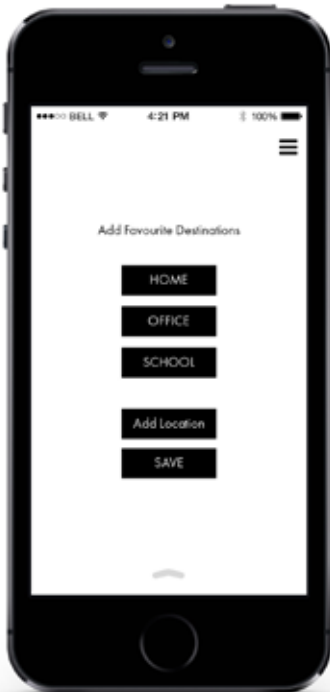 BELL 4:21 PM 100%
Add Favourite Destinations
HOME
OFFICE
SCHOOL
Add Location
SAVE